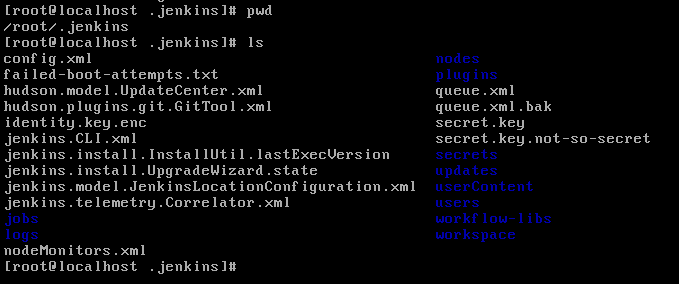 [root@localhost .jenkins]# pwd
/root/.jenkins
[root@localhost .jenkins]# ls
config.xml nodes
failed-boot-attempts.txt plugins
hudson.model.UpdateCenter.xml queue.xml
hudson.plugins.git.GitTool.xml queue.xml.bak
identity.key.enc secret.key
jenkins.CLI.xml secret.key.not-so-secret
jenkins.install.InstallUtil.lastExecVersion secrets
jenkins.install.UpgradeWizard.state updates
jenkins.model.JenkinsLocationConfiguration.xml userContent
jenkins.telemetry.Correlator.xml users
jobs workflow-libs
logs workspace
nodeMonitors.xml
[root@localhost .jenkins]#